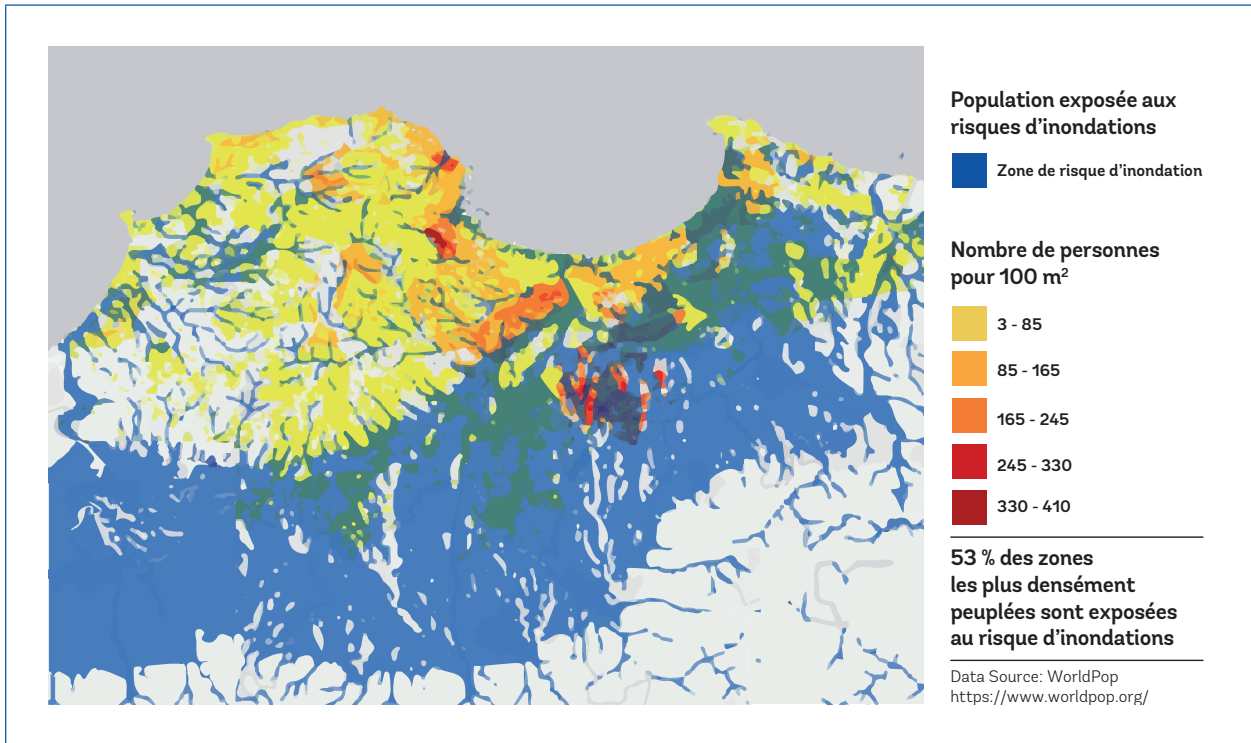 Population exposée aux
risques d'inondations
Zone de risque d'inondation
Nombre de personnes
pour 100 m²
3 - 85
85 - 165
165 - 245
245 - 330
330 - 410
53 % des zones
les plus densément
peuplées sont exposées
au risque d'inondations
Data Source: WorldPop
https://www.worldpop.org/